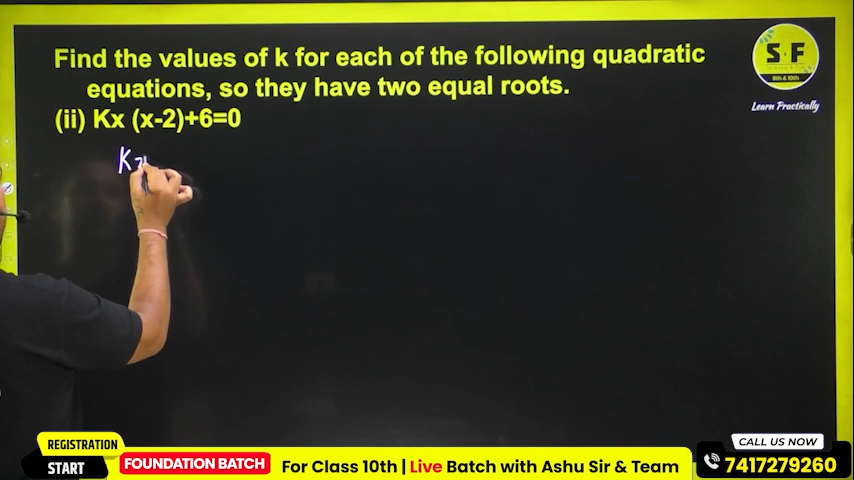 Find the values of k for each of the following quadratic
equations, so they have two equal roots.
(ii) Kx (x-2)+6=0
K
S F
9th & 10th
Learn Practically
REGISTRATION
START
FOUNDATION BATCH
For Class 10th | Live Batch with Ashu Sir & Team
CALL US NOW
7417279260